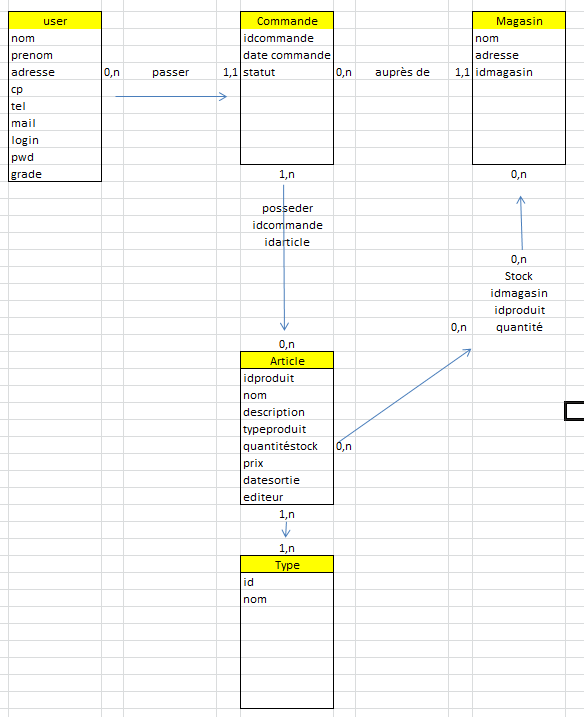 user
nom
prenom
adresse
cp
tel
mail
login
pwd
grade
0,n passer 1,1
Commande
idcommande
date commande
statut
0,n auprès de 1,1
Magasin
nom
adresse
idmagasin
1,n
posseder
idcommande
idarticle
0,n
0,n
0,n
Stock
idmagasin
idproduit
quantité
0,n
Article
idproduit
nom
description
typeproduit
quantitéstock
0,n
prix
datesortie
editeur
1,n
1,n
Type
id
nom